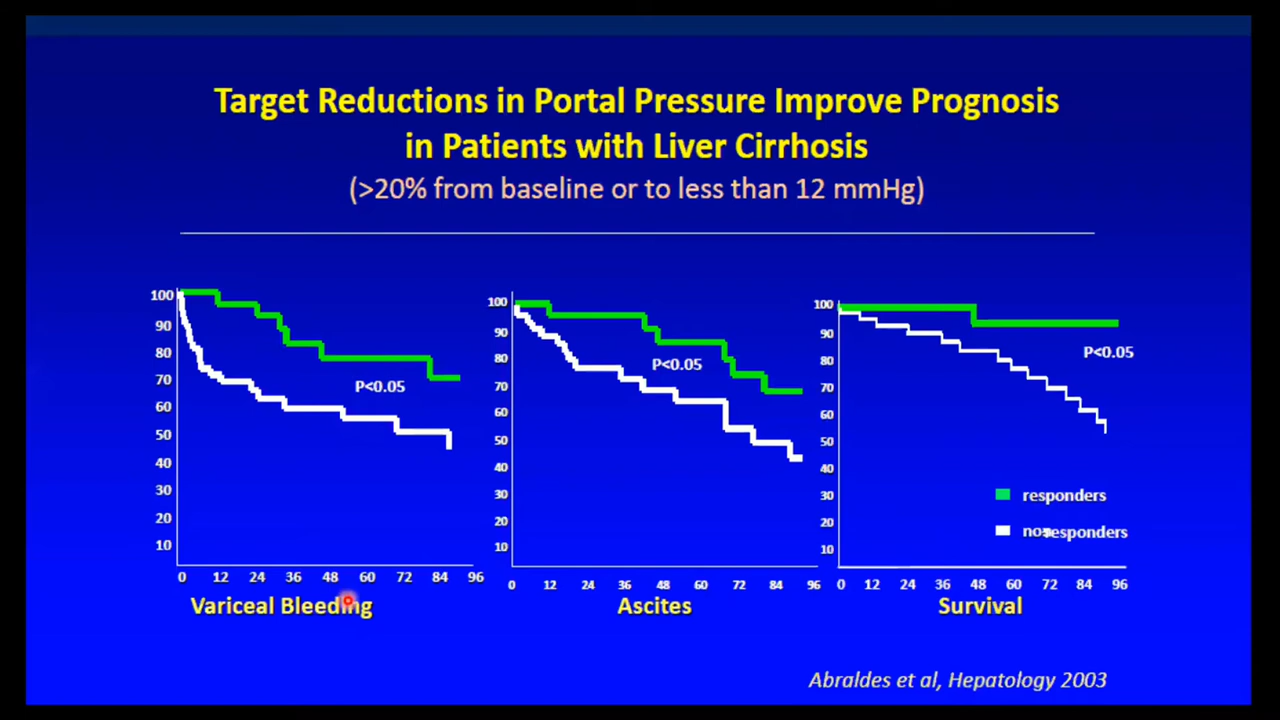 Target Reductions in Portal Pressure Improve Prognosis
in Patients with Liver Cirrhosis
(>20% from baseline or to less than 12 mmHg)
100
90
80
70
60
50
40
30
20
10
P<0.05
0 12 24 36 48 60 72 84 96
Variceal Bleeding
100
90
80
70
60
50
40
30
20
10
P<0.05
0 12 24 36 48 60 72 84 96
Ascites
100
90
80
70
60
50
40
30
20
10
P<0.05
responders
non responders
0 12 24 36 48 60 72 84 96
Survival
Abraldes et al, Hepatology 2003